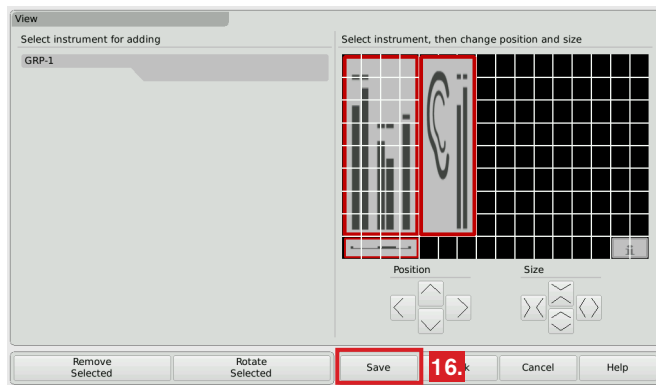 View
Select instrument for adding
Select instrument, then change position and size
GRP-1
Position
Size
Remove
Selected
Rotate
Selected
Save
16.
Cancel
Help